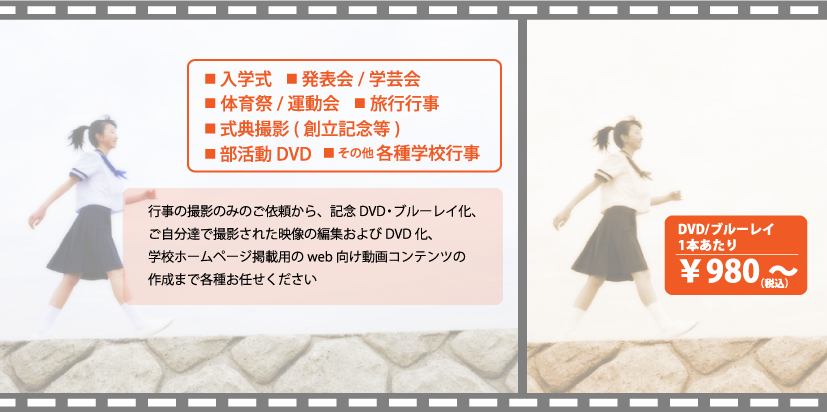 ■ 入学式 ■ 発表会 / 学芸会
■ 体育祭 / 運動会 ■ 旅行行事
■ 式典撮影 ( 創立記念等 )
■ 部活動 DVD ■ その他 各種学校行事
行事の撮影のみのご依頼から、記念 DVD・ブルーレイ化、
ご自分達で撮影された映像の編集および DVD 化、
学校ホームページ掲載用の web 向け動画コンテンツの
作成まで各種お任せください
DVD/ブルーレイ
1本あたり
￥980～
(税込)